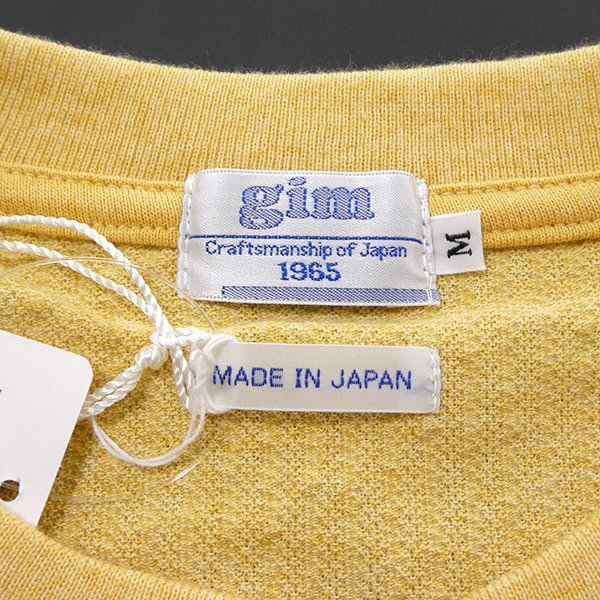 gim
Craftsmanship of Japan
1965
M
MADE IN JAPAN